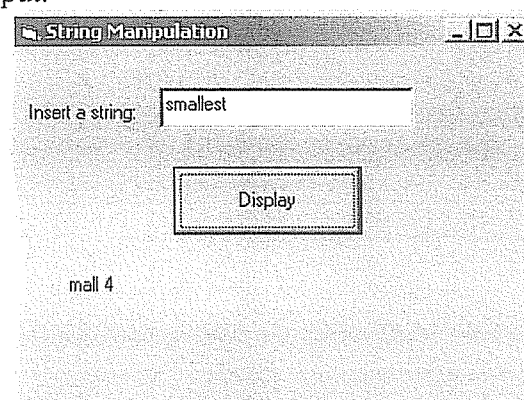 String Manipulation
Insert a string:
smallest
Display
mall 4